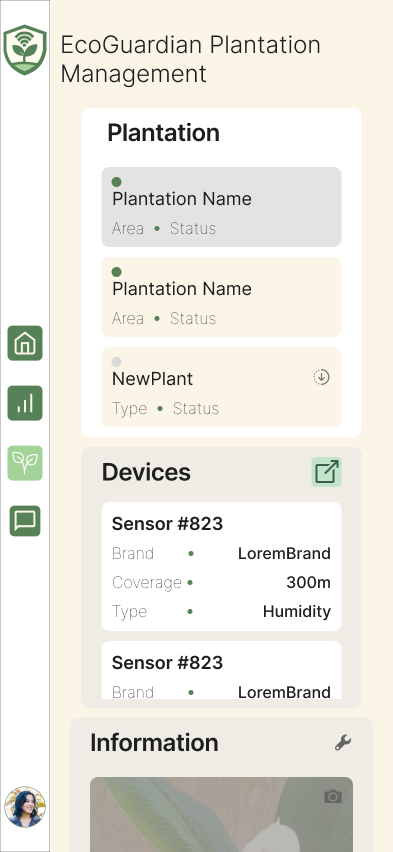 EcoGuardian Plantation
Management
Plantation
Plantation Name
Area • Status
Plantation Name
Area • Status
NewPlant
Type • Status
Devices
Sensor #823
Brand • LoremBrand
Coverage • 300m
Type • Humidity
Sensor #823
Brand • LoremBrand
Information